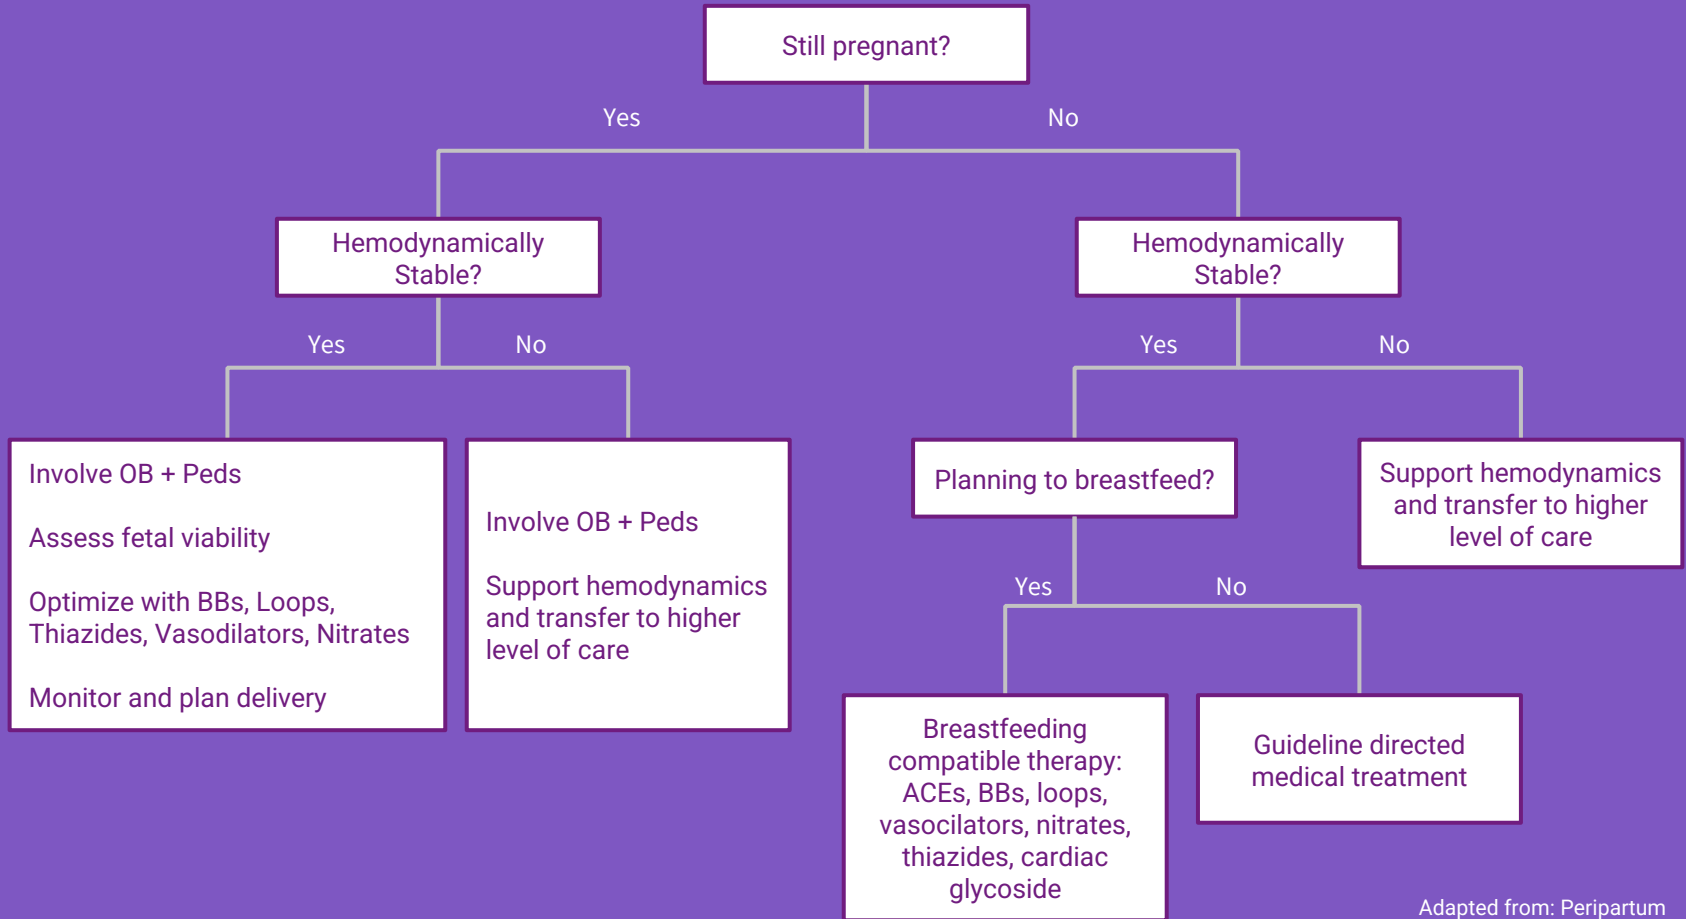 Still pregnant?
Yes
No
Hemodynamically
Stable?
Hemodynamically
Stable?
Yes
No
Yes
No
Involve OB + Peds
Assess fetal viability
Optimize with BBs, Loops,
Thiazides, Vasodilators, Nitrates
Monitor and plan delivery
Involve OB + Peds
Support hemodynamics
and transfer to higher
level of care
Planning to breastfeed?
Support hemodynamics
and transfer to higher
level of care
Yes
No
Breastfeeding
compatible therapy:
ACEs, BBs, loops,
vasocilators, nitrates,
thiazides, cardiac
glycoside
Guideline directed
medical treatment
Adapted from: Peripartum